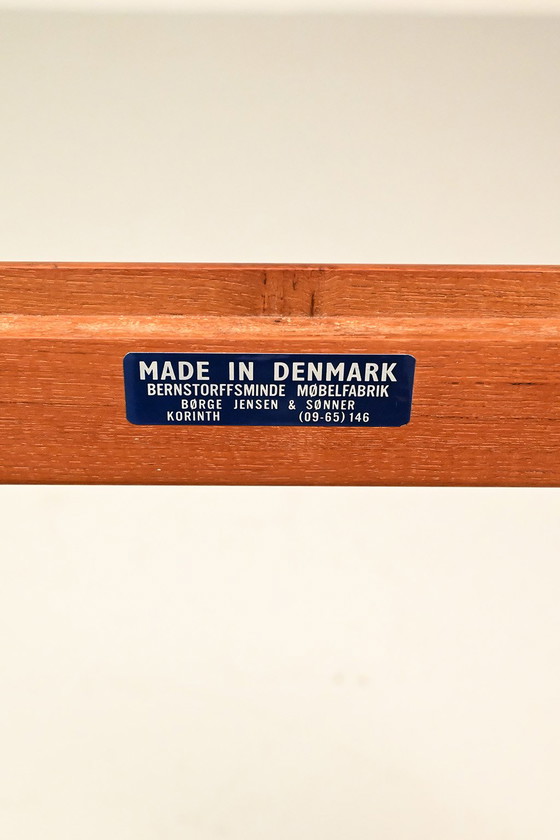 MADE IN DENMARK
BERNSTORFFSMINDE MØBELFABRIK
BØRGE JENSEN & SØNNER
KORINTH (09-65) 146